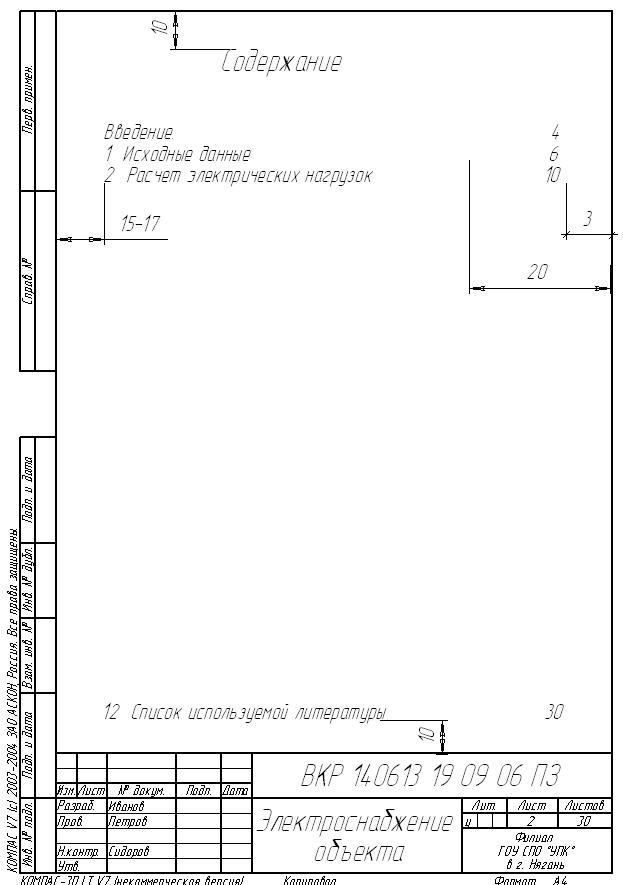 10
Содержание
Введение. 4
1 Исходные данные 6
2 Расчет электрических нагрузок 10
15-17
3
20
12 Список используемой литературы 30
10
Перв. примен.
Справ. №
Подп. и дата
Инв. № дубл.
Взам. инв. №
Подп. и дата
Инв. № подл.
КОМПАС V7 (c) 2003-2004 ЗАО АСКОН, Россия. Все права защищены.
ВКР 140613 19 09 06 ПЗ
Изм. Лист № докум. Подп. Дата
Разраб. Иванов
Пров. Петров
Н.контр. Сидоров
Утв.
Электроснабжение
объекта
Лит. Лист Листов
и 2 30
Филиал
ГОУ СПО "УПК"
в г. Нягань
КОМПАС-3D LT V7 (некоммерческая версия) Копировал Формат А4